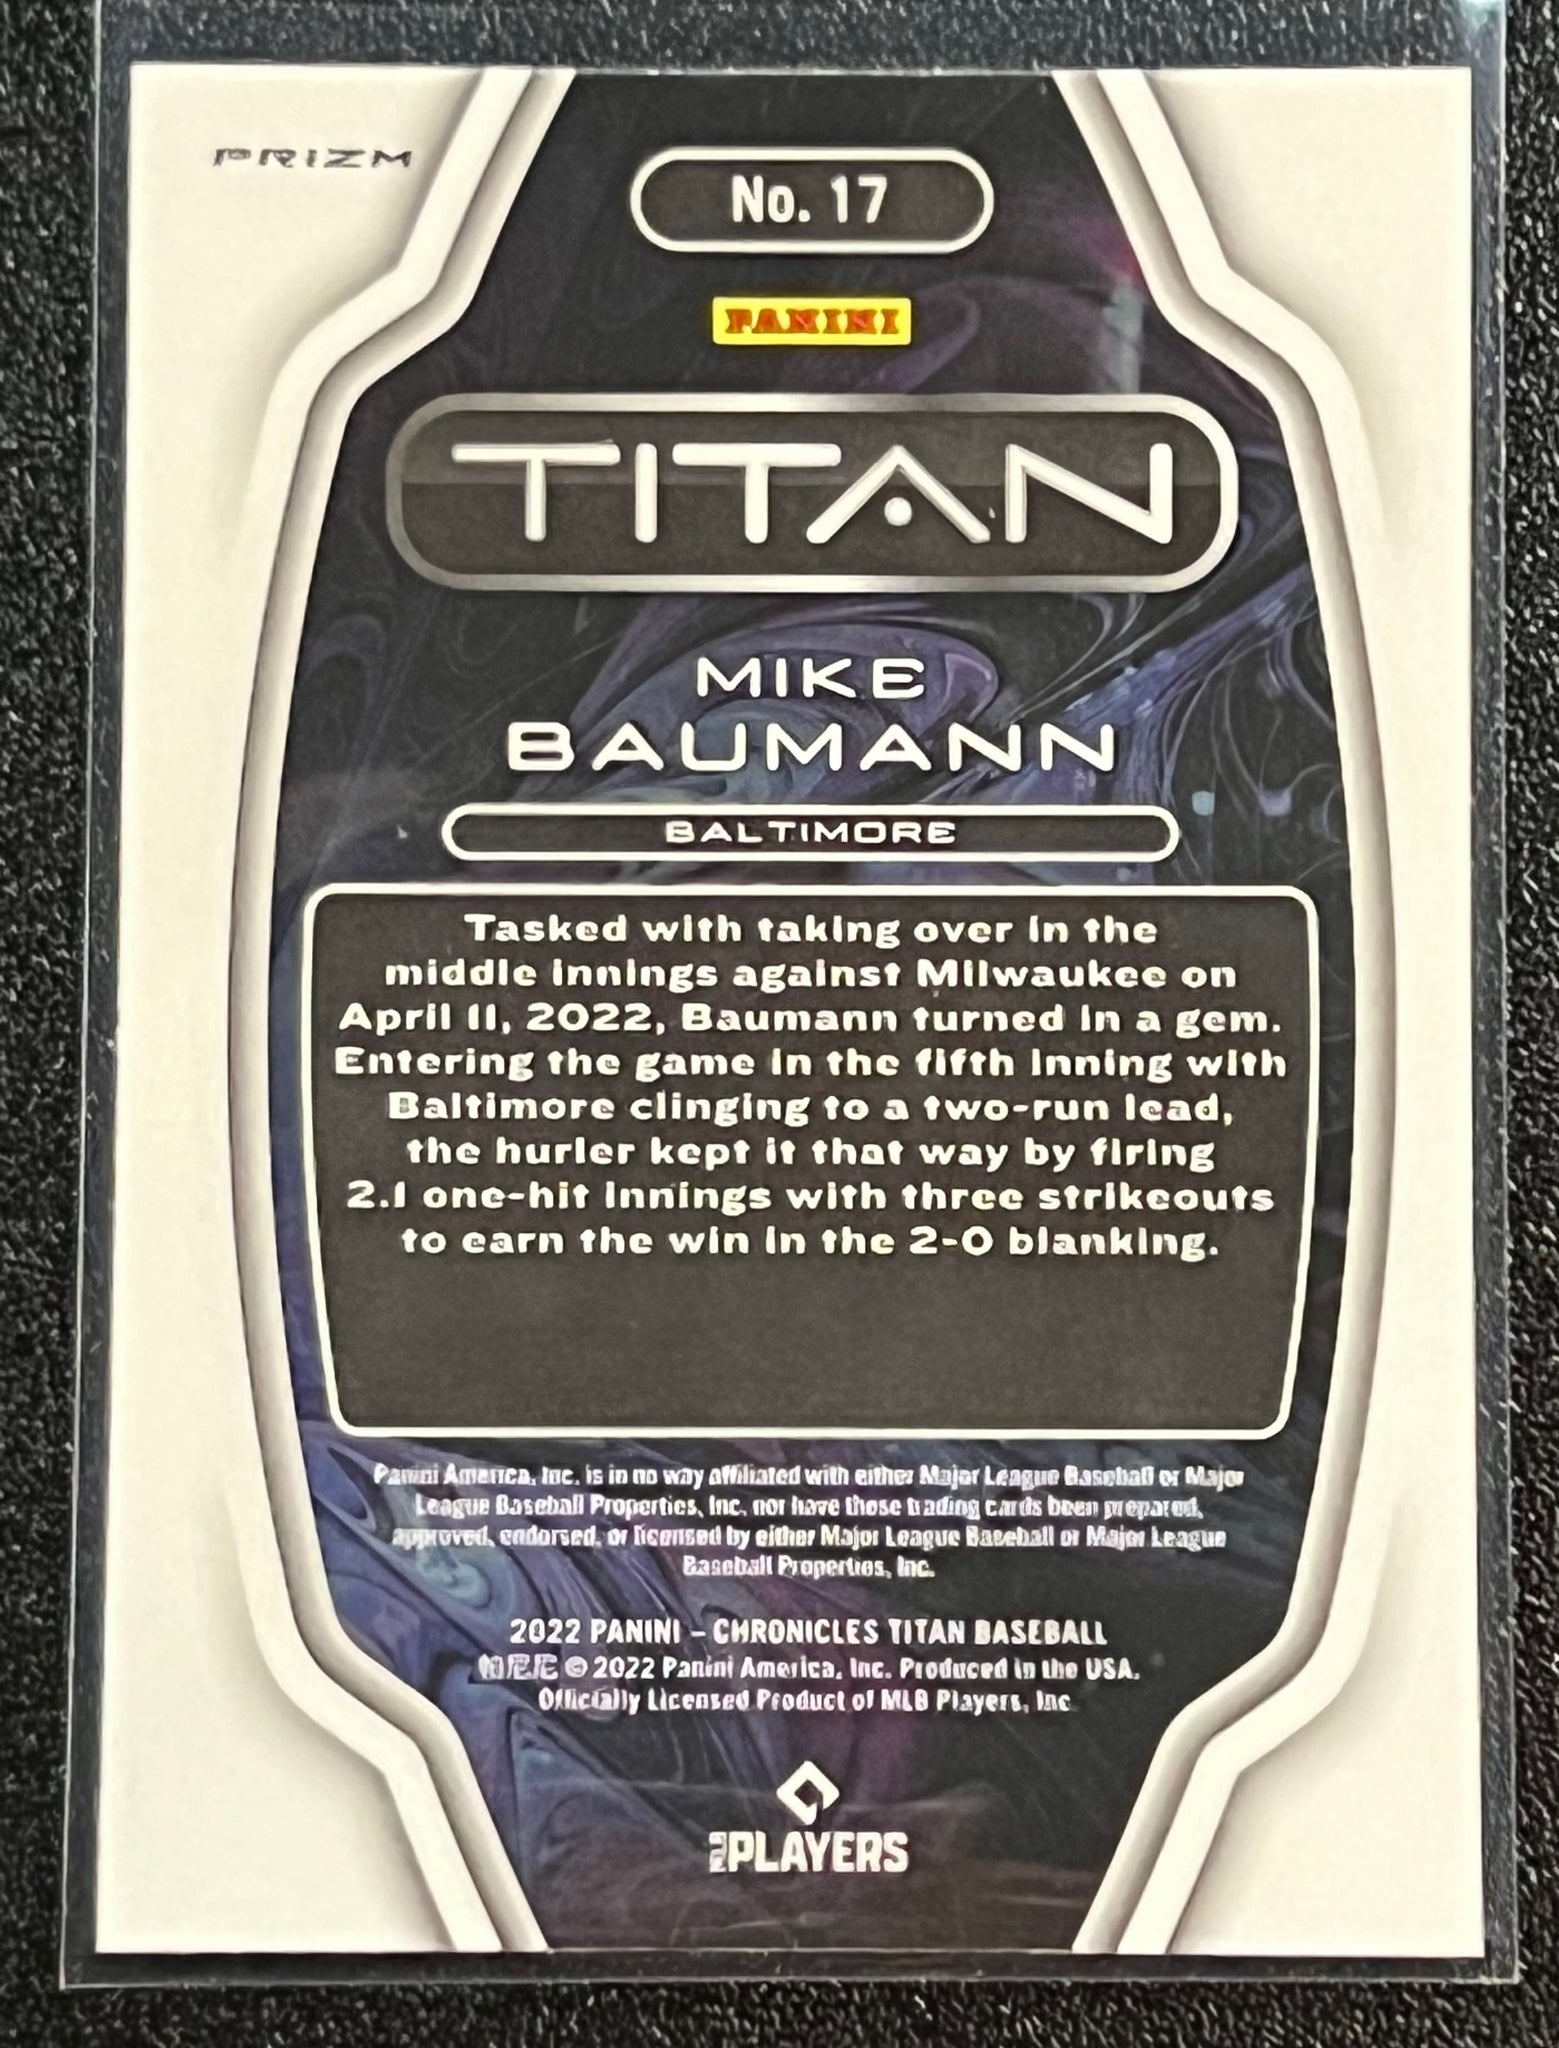 PRIZM
No. 17
PANINI
TITAN
MIKE
BAUMANN
BALTIMORE
Tasked with taking over in the
middle innings against Milwaukee on
April 11, 2022, Baumann turned in a gem.
Entering the game in the fifth inning with
Baltimore clinging to a two-run lead,
the hurler kept it that way by firing
2.1 one-hit innings with three strikeouts
to earn the win in the 2-0 blanking.
Panini America, Inc. is in no way affiliated with either Major League Baseball or Major
League Baseball Properties, Inc. nor have these trading cards been prepared,
approved, endorsed, or licensed by either Major League Baseball or Major League
Baseball Properties, Inc.
2022 PANINI – CHRONICLES TITAN BASEBALL
© 2022 Panini America, Inc. Produced in the USA.
Officially Licensed Product of MLB Players, Inc
MLB PLAYERS